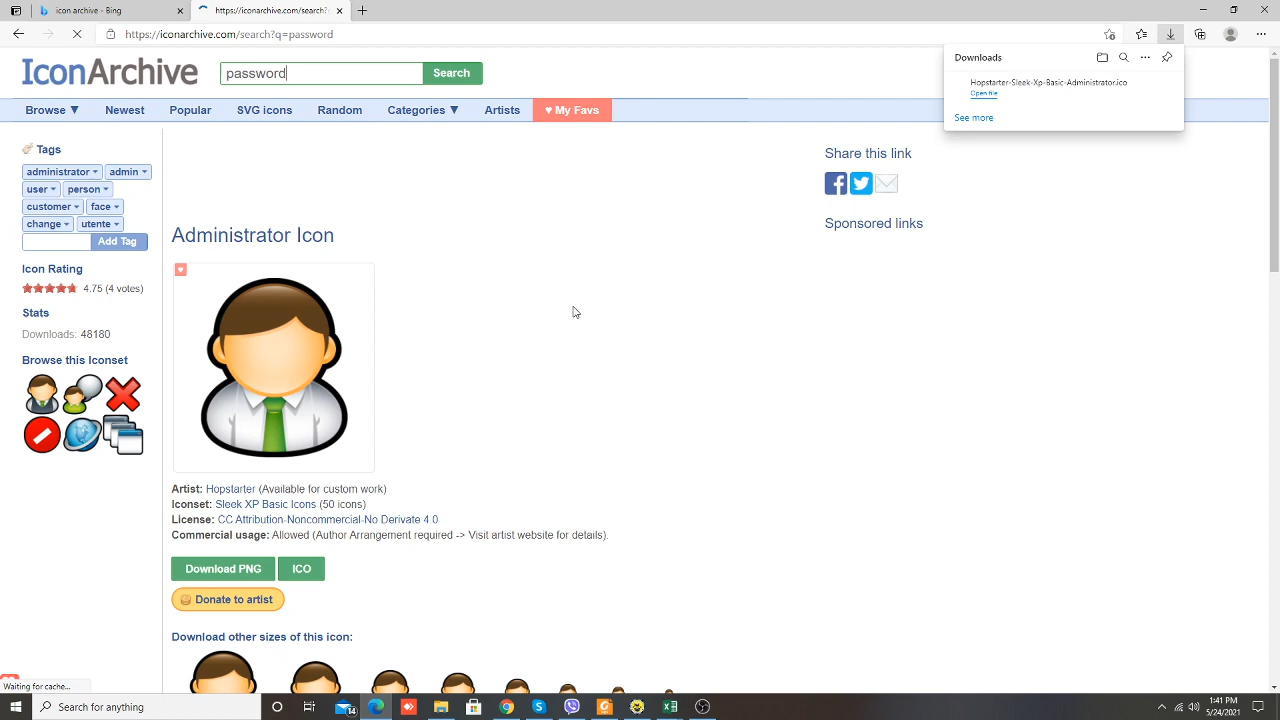 iconarchive - Bing
https://iconarchive.com/search?
https://iconarchive.com/search?q=password
IconArchive
password
Search
Downloads
Hopstarter-Sleek-Xp-Basic-Administrator.ico
Open file
See more
Browse ▼
Newest
Popular
SVG icons
Random
Categories ▼
Artists
♥ My Favs
Tags
administrator
admin
user
person
customer
face
change
utente
Add Tag
Icon Rating
4.75 (4 votes)
Stats
Downloads: 48180
Browse this Iconset
Administrator Icon
Artist: Hopstarter (Available for custom work)
Iconset: Sleek XP Basic Icons (50 icons)
License: CC Attribution-Noncommercial-No Derivate 4.0
Commercial usage: Allowed (Author Arrangement required -> Visit artist website for details).
Download PNG
ICO
Donate to artist
Download other sizes of this icon:
Share this link
Sponsored links
Waiting for cache...
Search for anything
14
1:41 PM
5/24/2021